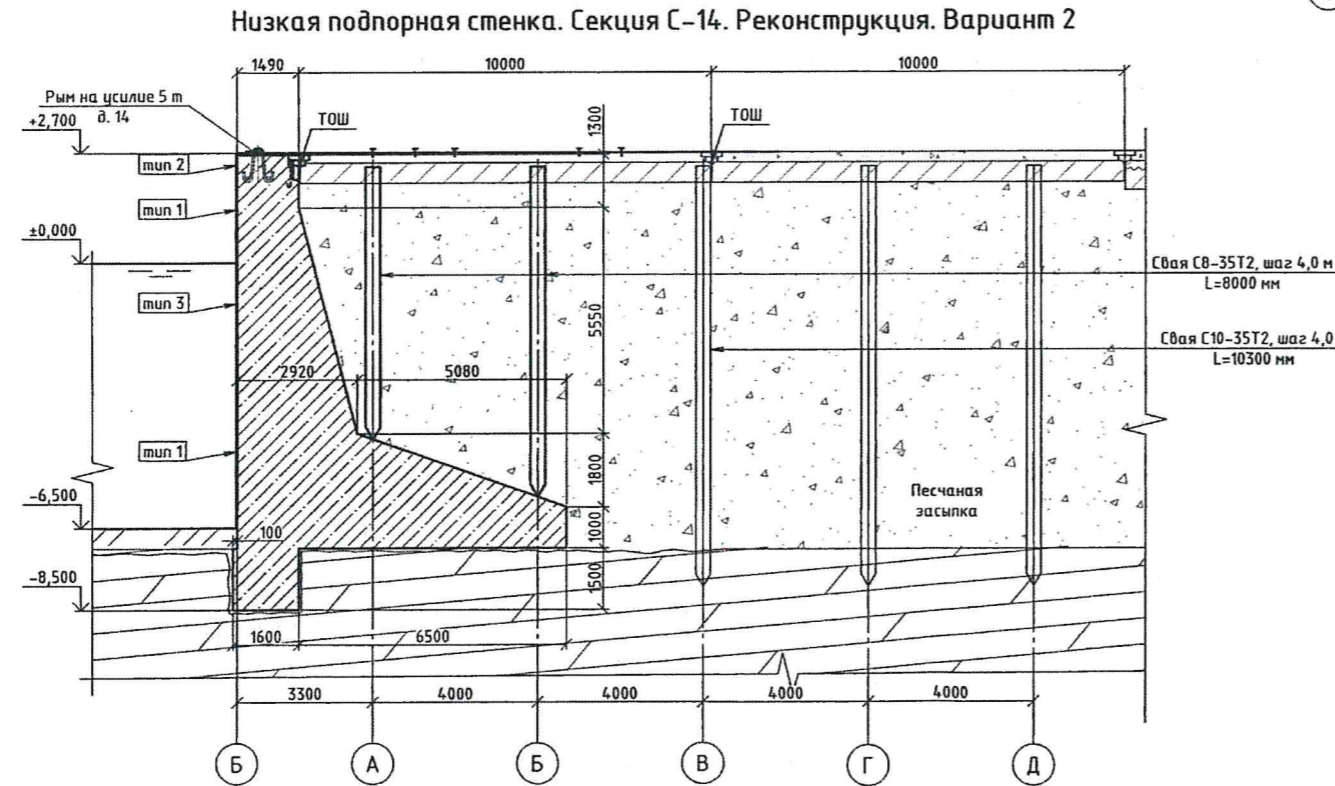 Низкая подпорная стенка. Секция С-14. Реконструкция. Вариант 2
1490
10000
10000
Рым на усилие 5 т
д. 14
+2,700
ТОШ
1300
ТОШ
тип 2
тип 1
±0,000
Свая С8-35Т2, шаг 4,0 м
L=8000 мм
тип 3
5550
Свая С10-35Т2, шаг 4,0
L=10300 мм
2920
5080
тип 1
1800
-6,500
Песчаная
засыпка
100
1000
-8,500
1500
1600
6500
3300
4000
4000
4000
4000
Б
А
Б
В
Г
Д